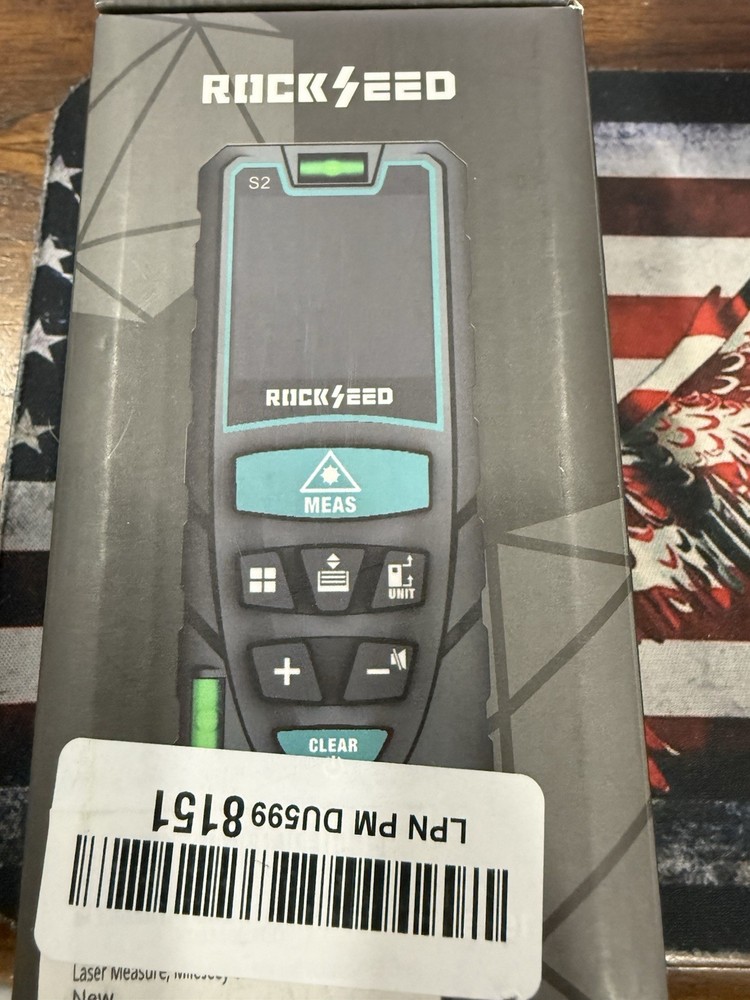 ROCKSEED
S2
ROCKSEED
MEAS
UNIT
+
−
CLEAR
LPN PM DU599 8151
Laser Measure,
New